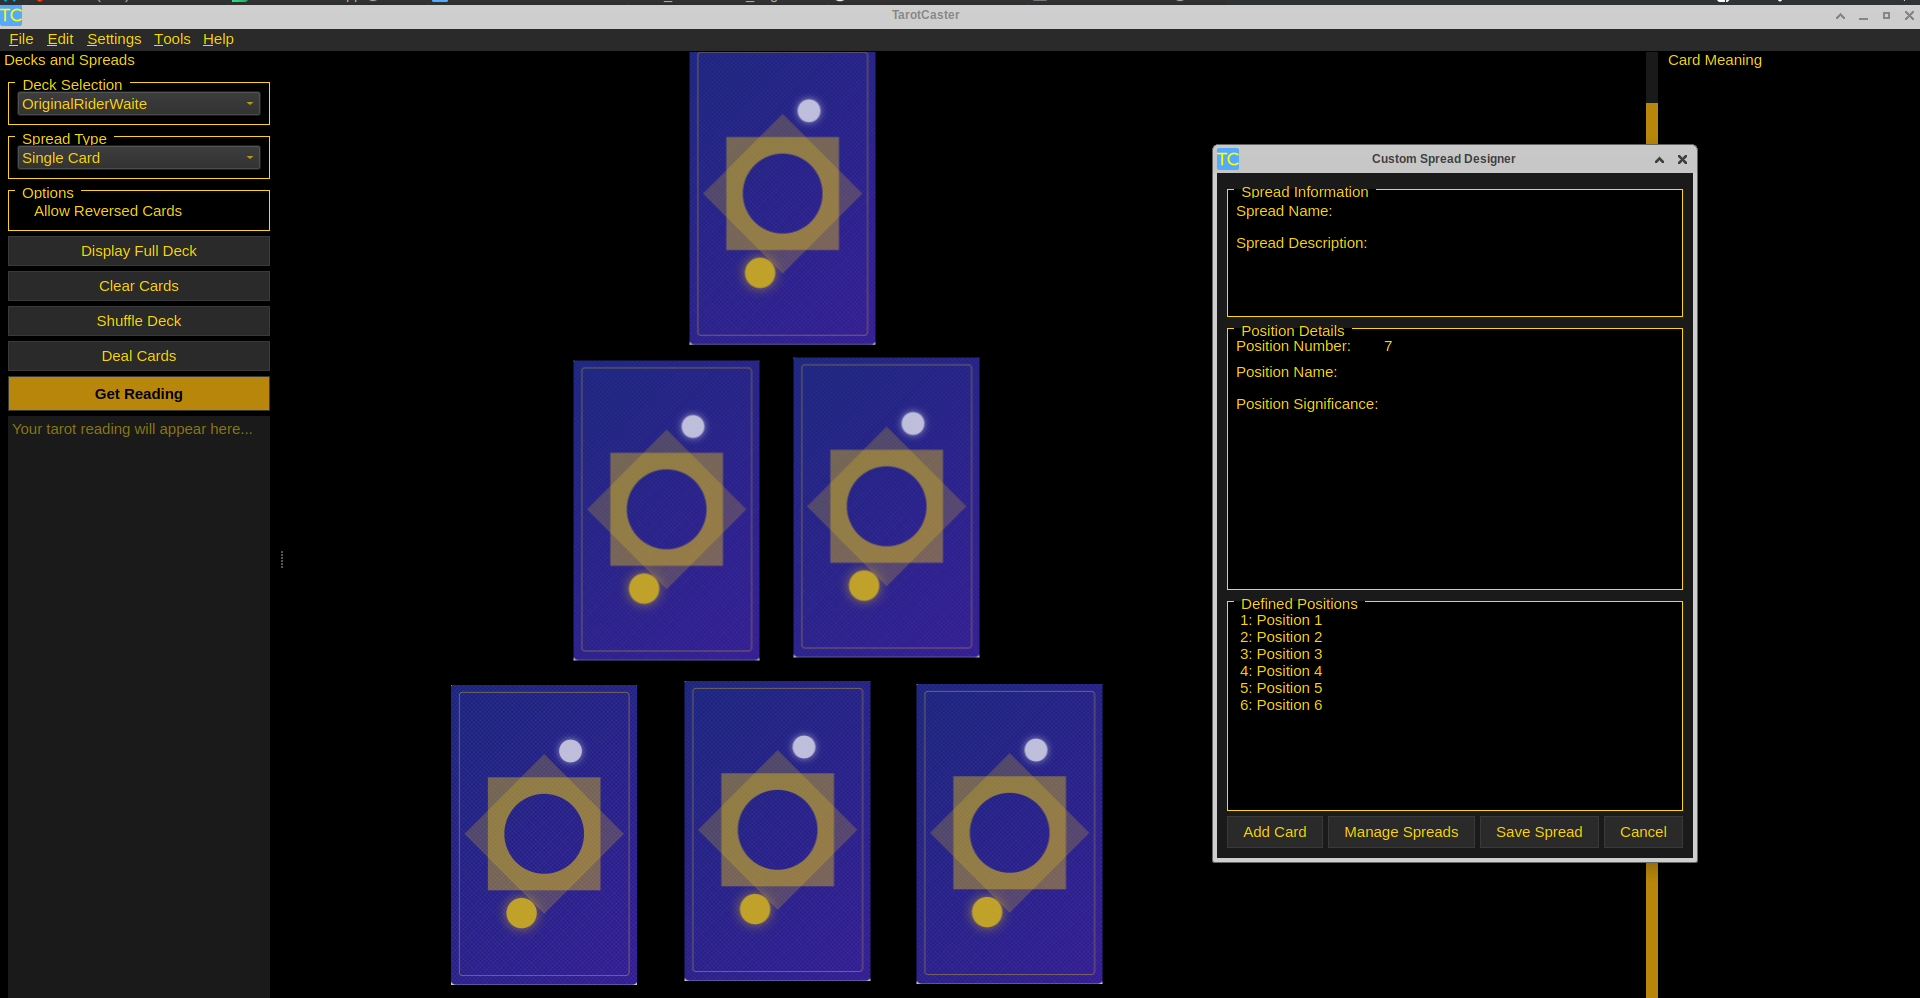 TC
TarotCaster
File Edit Settings Tools Help
Decks and Spreads
Deck Selection
OriginalRiderWaite
Spread Type
Single Card
Options
Allow Reversed Cards
Display Full Deck
Clear Cards
Shuffle Deck
Deal Cards
Get Reading
Your tarot reading will appear here...
Card Meaning
TC
Custom Spread Designer
Spread Information
Spread Name:
Spread Description:
Position Details
Position Number: 7
Position Name:
Position Significance:
Defined Positions
1: Position 1
2: Position 2
3: Position 3
4: Position 4
5: Position 5
6: Position 6
Add Card
Manage Spreads
Save Spread
Cancel